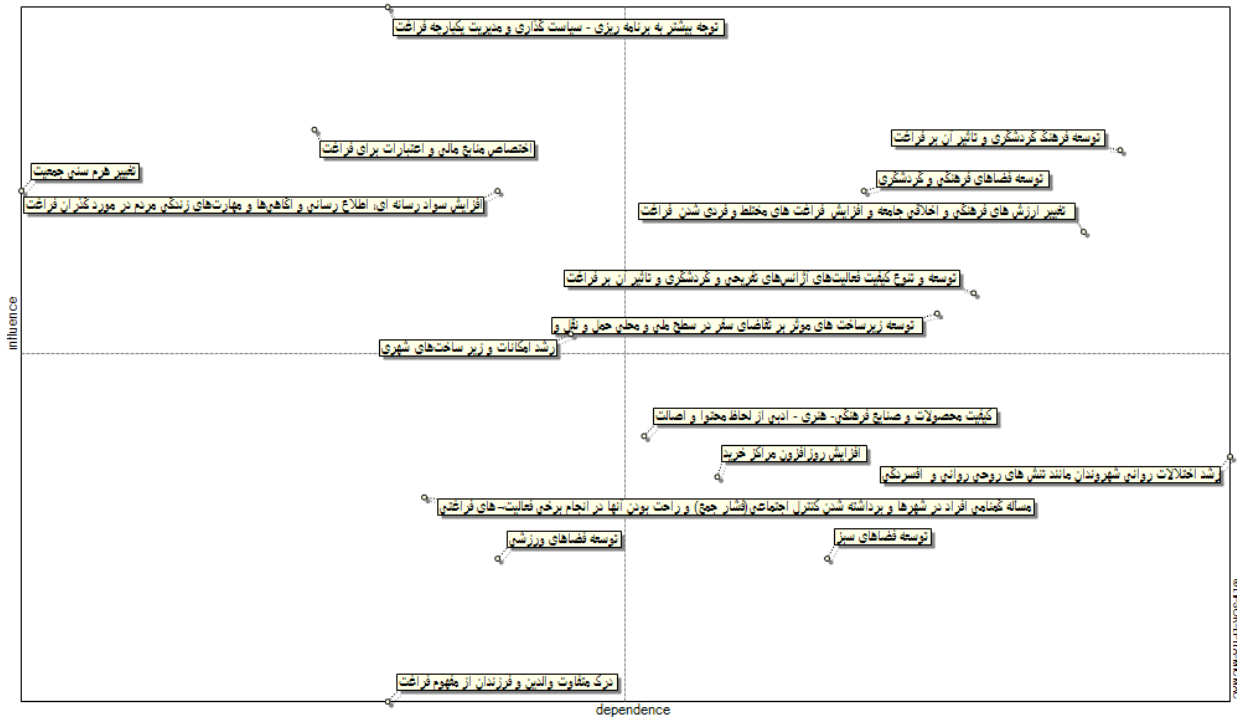 توجه بیشتر به برنامه ریزی - سیاست گذاری و مدیریت یکپارچه فراغت
توسعه فرهنگ گردشگری و تاثیر آن بر فراغت
اختصاص منابع مالی و اعتبارات برای فراغت
تغییر هرم سنی جمعیت
توسعه فضاهای فرهنگی و گردشگری
افزایش سواد رسانه ای، اطلاع رسانی و آگاهی‌ها و مهارت‌های زندگی مردم در مورد گذران فراغت
تغییر ارزش های فرهنگی و اخلاقی جامعه و افزایش فراغت های مختلط و فردی شدن فراغت
توسعه و تنوع کیفیت فعالیت‌های آژانس‌های تفریحی و گردشگری و تاثیر آن بر فراغت
توسعه زیرساخت های موثر بر تقاضای سفر در سطح ملی و محلی حمل و نقل و
رشد امکانات و زیر ساخت‌های شهری
influence
کیفیت محصولات و صنایع فرهنگی- هنری - ادبی از لحاظ محتوا و اصالت
افزایش روزافزون مراکز خرید
رشد اختلالات روانی شهروندان مانند تنش های روحی روانی و افسردگی
مساله گمنامی افراد در شهرها و برداشته شدن کنترل اجتماعی(فشار جمع) و راحت بودن آنها در انجام برخی فعالیت- های فراغتی
توسعه فضاهای ورزشی
توسعه فضاهای سبز
درک متفاوت والدین و فرزندان از مفهوم فراغت
dependence